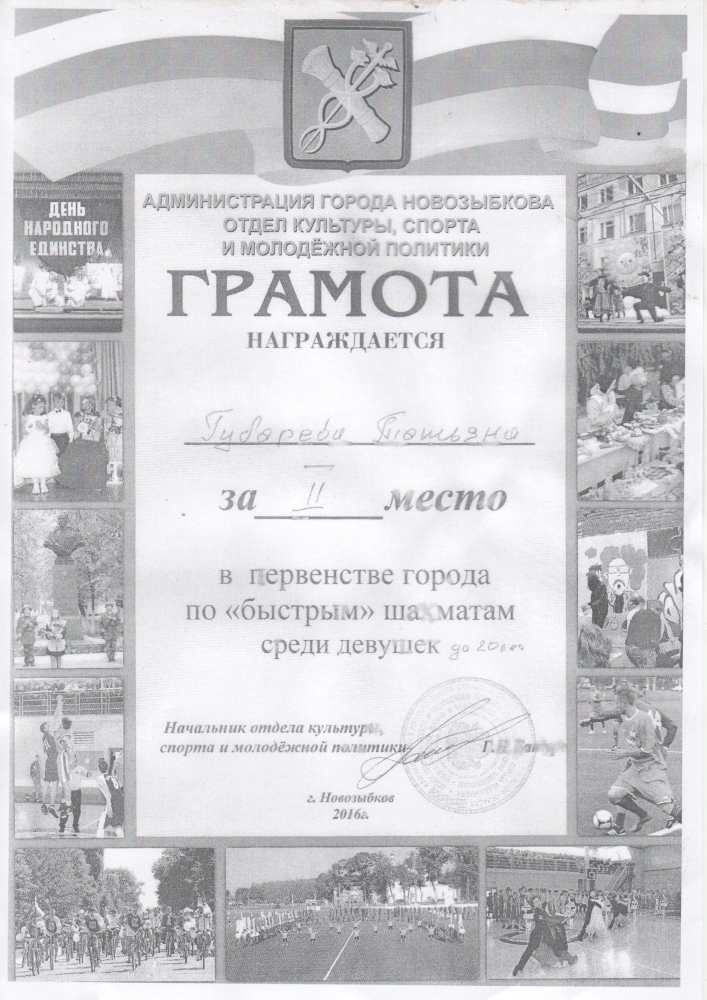 АДМИНИСТРАЦИЯ ГОРОДА НОВОЗЫБКОВА
ОТДЕЛ КУЛЬТУРЫ, СПОРТА
И МОЛОДЁЖНОЙ ПОЛИТИКИ
ГРАМОТА
НАГРАЖДАЕТСЯ
Губарева Татьяна
за II место
в первенстве города
по «быстрым» шахматам
среди девушек до 20 лет
Начальник отдела культуры,
спорта и молодёжной политики Г.
г. Новозыбков
2016г.
ДЕНЬ
НАРОДНОГО
ЕДИНСТВА